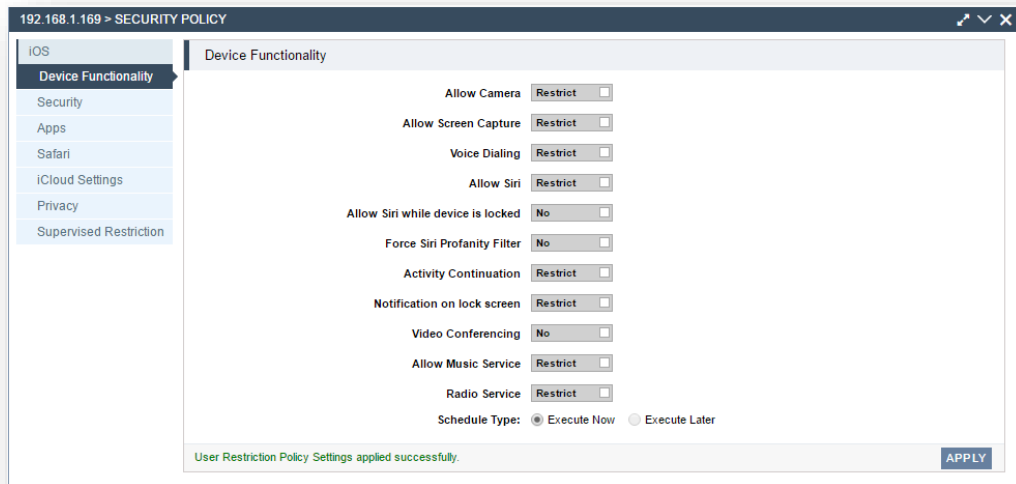 192.168.1.169 > SECURITY POLICY
iOS
Device Functionality
Security
Apps
Safari
iCloud Settings
Privacy
Supervised Restriction
Device Functionality
Allow Camera Restrict
Allow Screen Capture Restrict
Voice Dialing Restrict
Allow Siri Restrict
Allow Siri while device is locked No
Force Siri Profanity Filter No
Activity Continuation Restrict
Notification on lock screen Restrict
Video Conferencing No
Allow Music Service Restrict
Radio Service Restrict
Schedule Type: Execute Now Execute Later
User Restriction Policy Settings applied successfully. APPLY